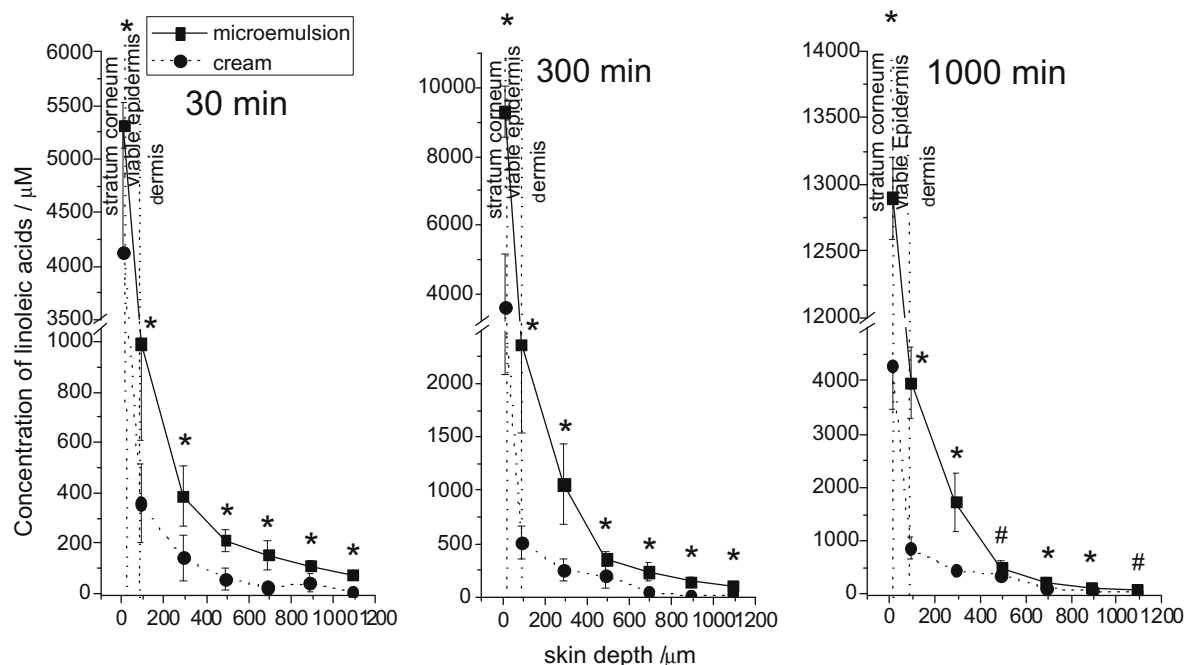 microemulsion
cream
30 min
300 min
1000 min
Concentration of linoleic acids / µM
6000
5500
5000
4500
4000
3500
1000
800
600
400
200
0
stratum corneum
viable epidermis
dermis
*
*
*
*
*
*
*
0 200 400 600 800 1000 1200
10000
8000
6000
4000
2000
1500
1000
500
0
stratum corneum
viable epidermis
dermis
*
*
*
*
*
*
*
0 200 400 600 800 1000 1200
14000
13500
13000
12500
12000
4000
3000
2000
1000
0
stratum corneum
viable Epidermis
dermis
*
*
*
#
*
*
#
0 200 400 600 800 1000 1200
skin depth /µm